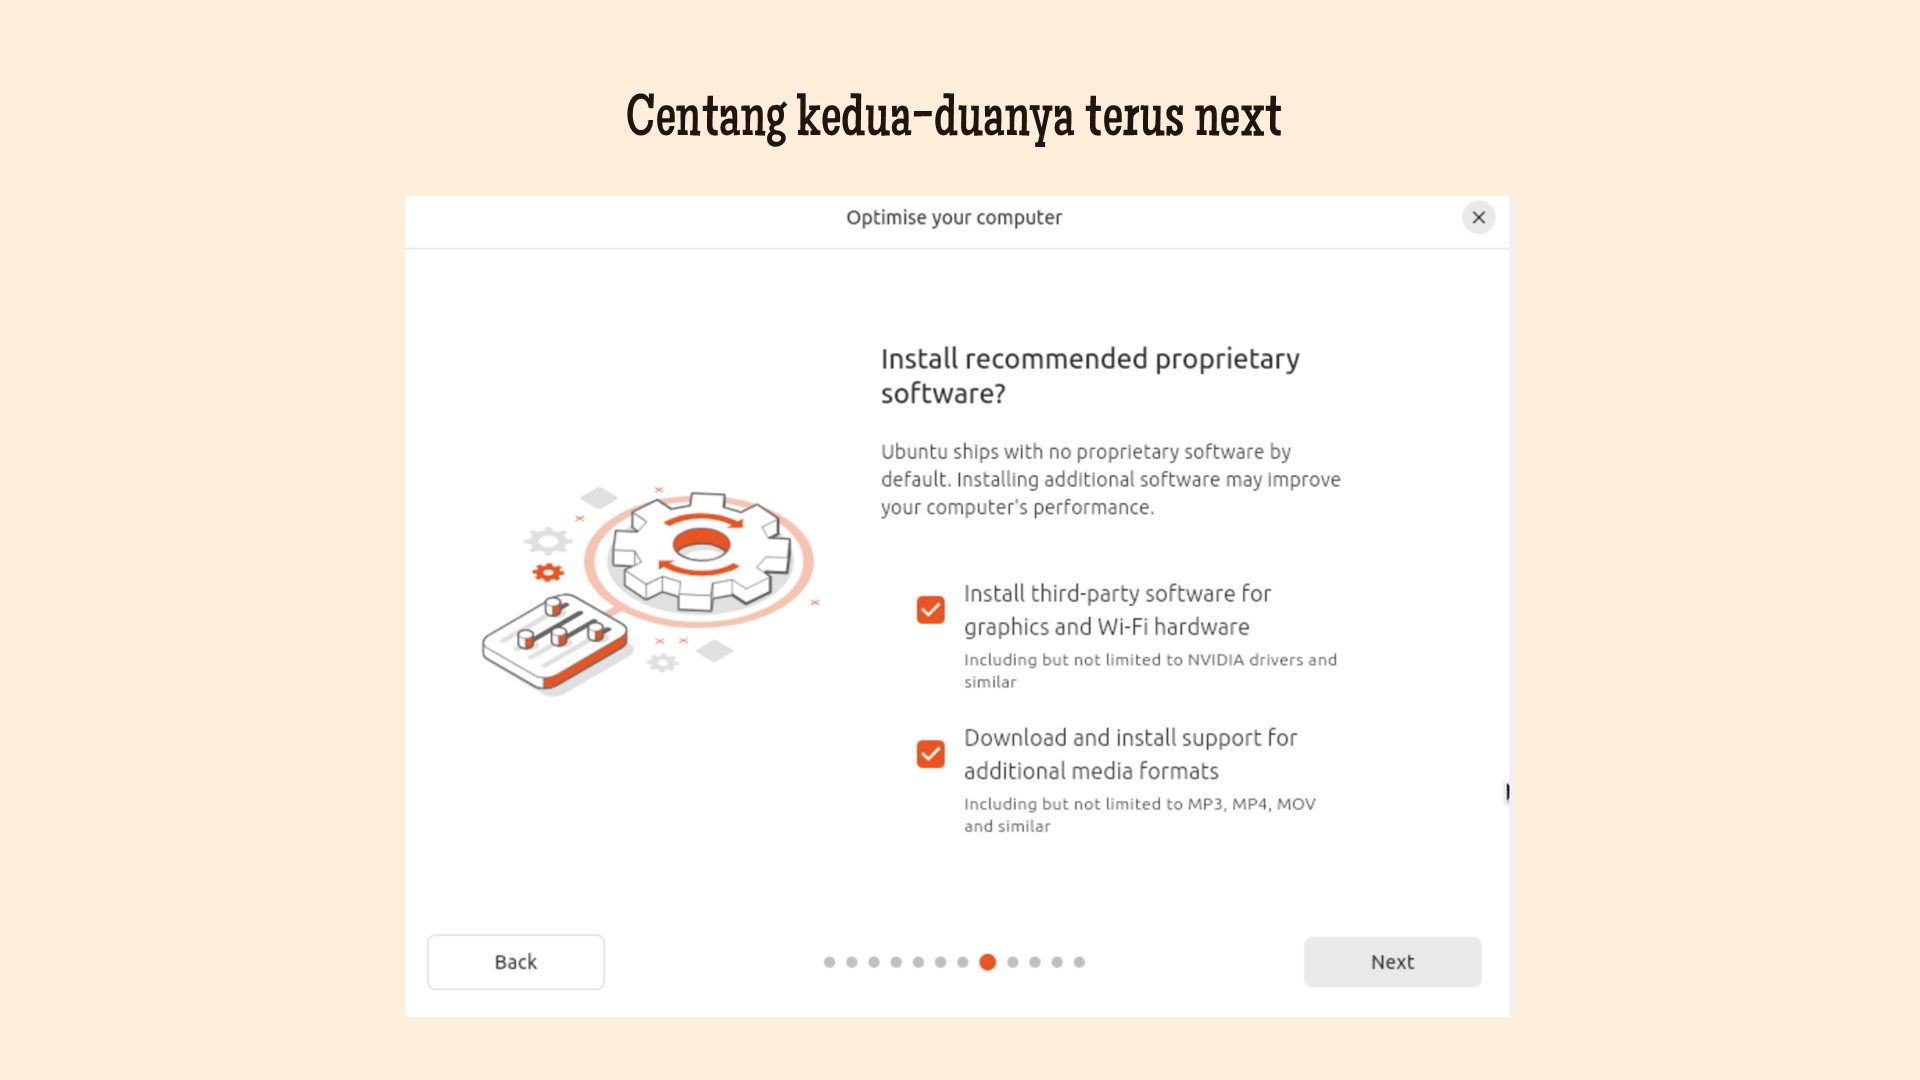 Centang kedua-duanya terus next
Optimise your computer
Install recommended proprietary
software?
Ubuntu ships with no proprietary software by
default. Installing additional software may improve
your computer's performance.
Install third-party software for
graphics and Wi-Fi hardware
Including but not limited to NVIDIA drivers and
similar
Download and install support for
additional media formats
Including but not limited to MP3, MP4, MOV
and similar
Back
Next